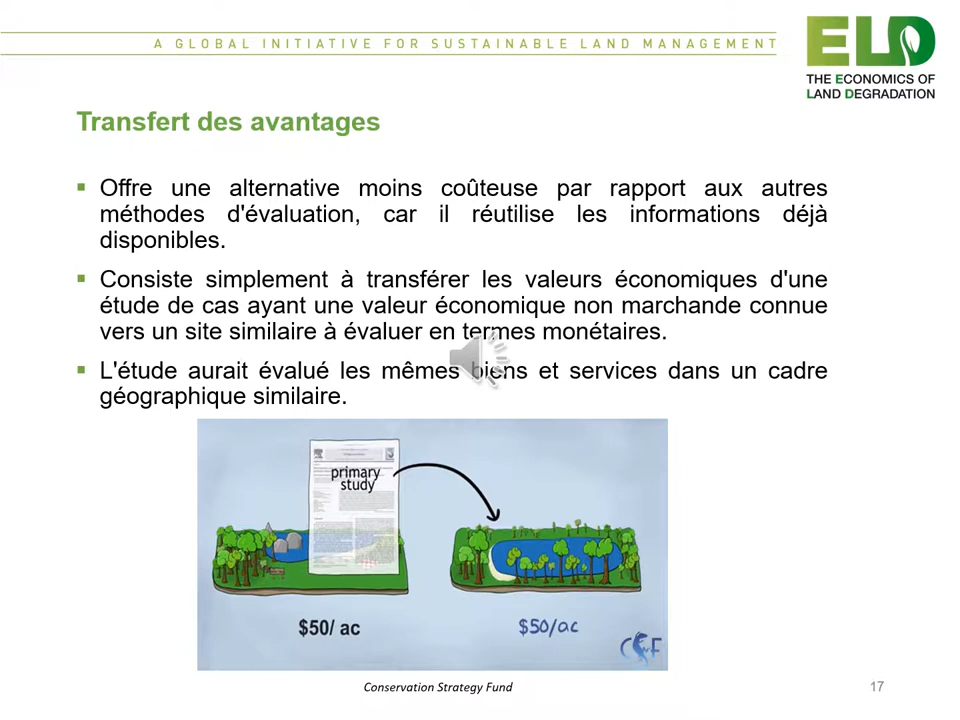 A GLOBAL INITIATIVE FOR SUSTAINABLE LAND MANAGEMENT
ELD
THE ECONOMICS OF
LAND DEGRADATION
Transfert des avantages
Offre une alternative moins coûteuse par rapport aux autres
méthodes d'évaluation, car il réutilise les informations déjà
disponibles.
Consiste simplement à transférer les valeurs économiques d'une
étude de cas ayant une valeur économique non marchande connue
vers un site similaire à évaluer en termes monétaires.
L'étude aurait évalué les mêmes biens et services dans un cadre
géographique similaire.
primary
study
$50/ ac
$50/ac
CSF
Conservation Strategy Fund
17